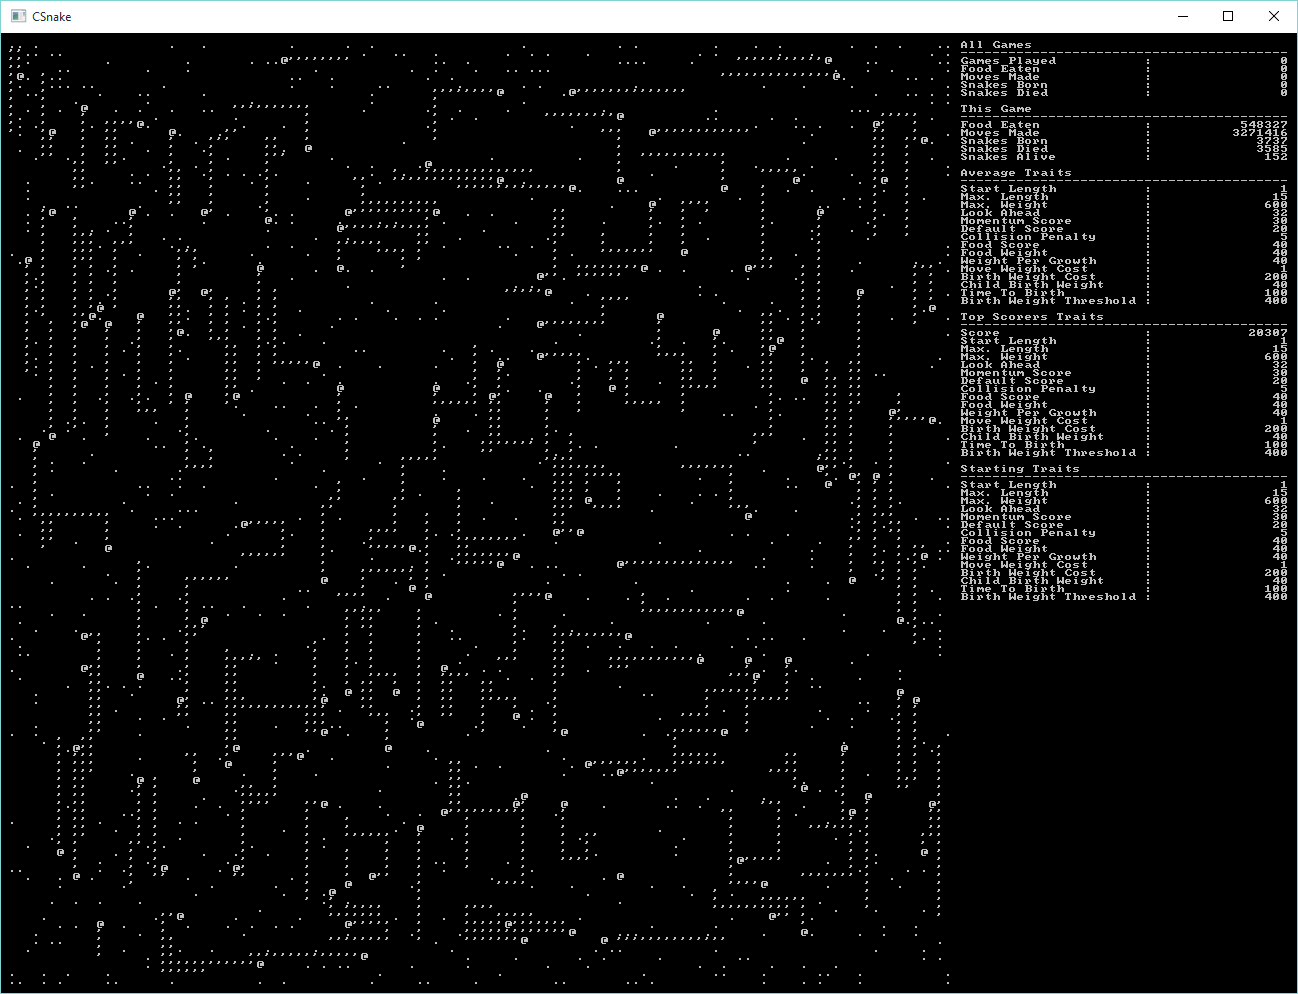 CSnake
All Games
Games Played : 0
Food Eaten : 0
Moves Made : 0
Snakes Born : 0
Snakes Died : 0
This Game
Food Eaten : 548327
Moves Made : 3271416
Snakes Born : 3737
Snakes Died : 3585
Snakes Alive : 152
Average Traits
Start Length : 1
Max. Length : 15
Max. Weight : 600
Look Ahead : 32
Momentum Score : 30
Default Score : 20
Collision Penalty : 5
Food Score : 40
Food Weight : 40
Weight Per Growth : 40
Move Weight Cost : 1
Birth Weight Cost : 200
Child Birth Weight : 40
Time To Birth : 100
Birth Weight Threshold : 400
Top Scorers Traits
Score : 20307
Start Length : 1
Max. Length : 15
Max. Weight : 600
Look Ahead : 32
Momentum Score : 30
Default Score : 20
Collision Penalty : 5
Food Score : 40
Food Weight : 40
Weight Per Growth : 40
Move Weight Cost : 1
Birth Weight Cost : 200
Child Birth Weight : 40
Time To Birth : 100
Birth Weight Threshold : 400
Starting Traits
Start Length : 1
Max. Length : 15
Max. Weight : 600
Look Ahead : 32
Momentum Score : 30
Default Score : 20
Collision Penalty : 5
Food Score : 40
Food Weight : 40
Weight Per Growth : 40
Move Weight Cost : 1
Birth Weight Cost : 200
Child Birth Weight : 40
Time To Birth : 100
Birth Weight Threshold : 400